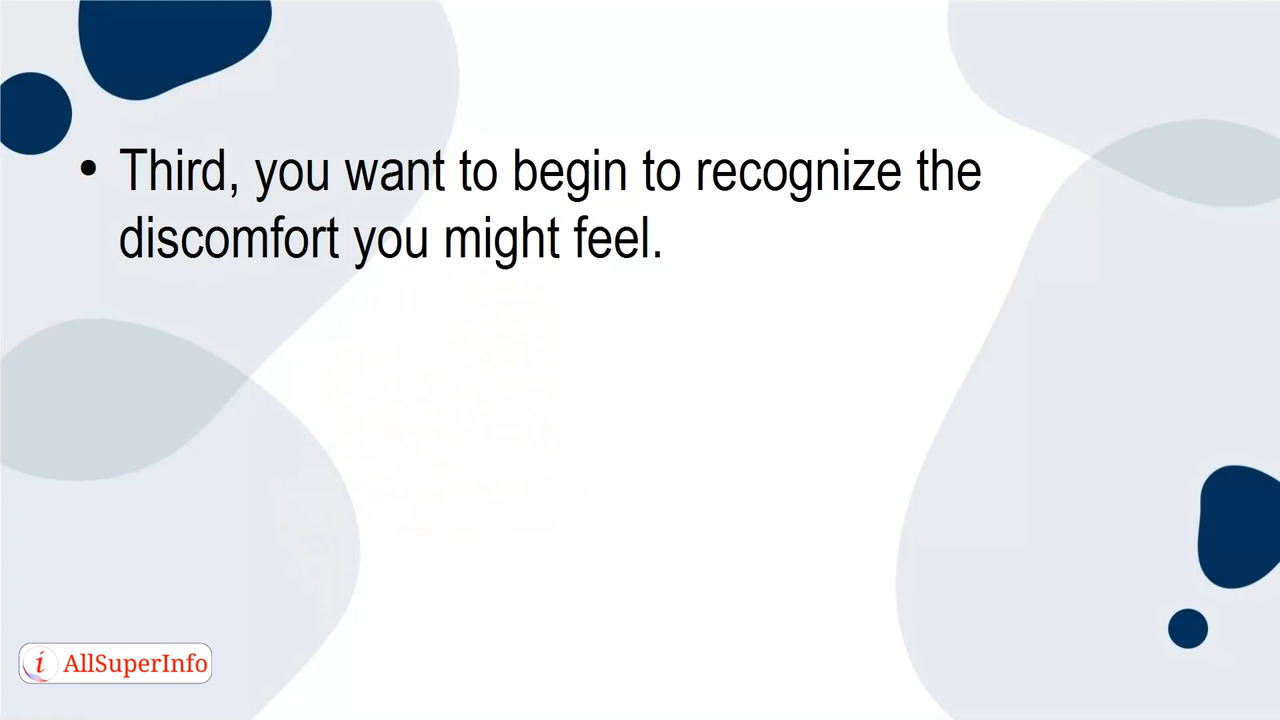 • Third, you want to begin to recognize the
discomfort you might feel.
i AllSuperInfo